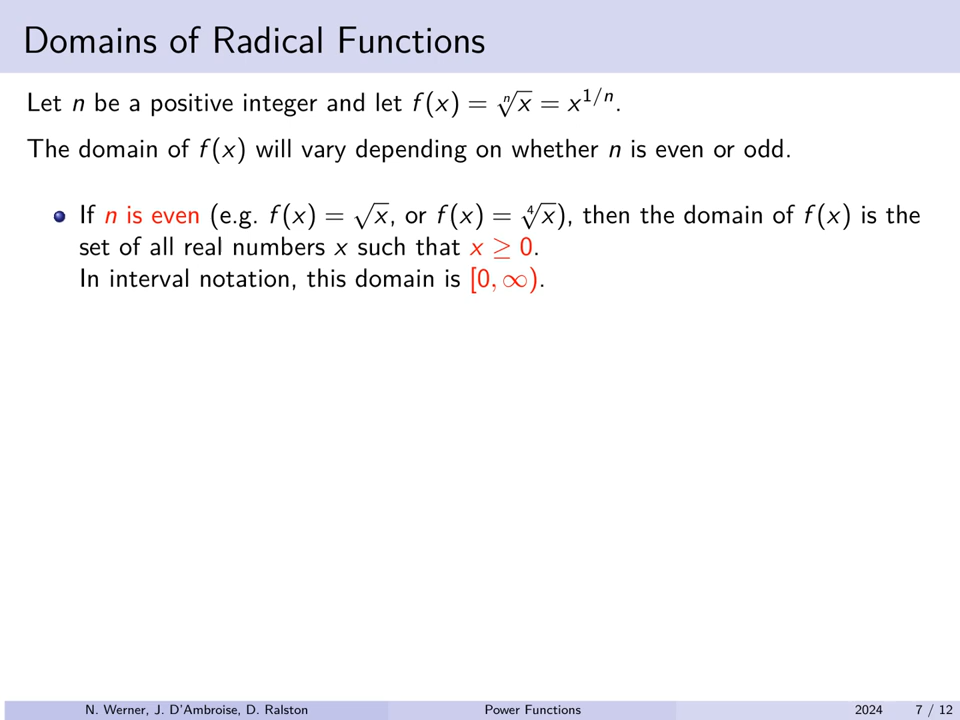 Domains of Radical Functions
Let n be a positive integer and let f(x) = ⁿ√x = x^{1/n}.
The domain of f(x) will vary depending on whether n is even or odd.
If n is even (e.g. f(x) = √x, or f(x) = ⁴√x), then the domain of f(x) is the
set of all real numbers x such that x ≥ 0.
In interval notation, this domain is [0, ∞).
N. Werner, J. D'Ambroise, D. Ralston Power Functions 2024 7 / 12